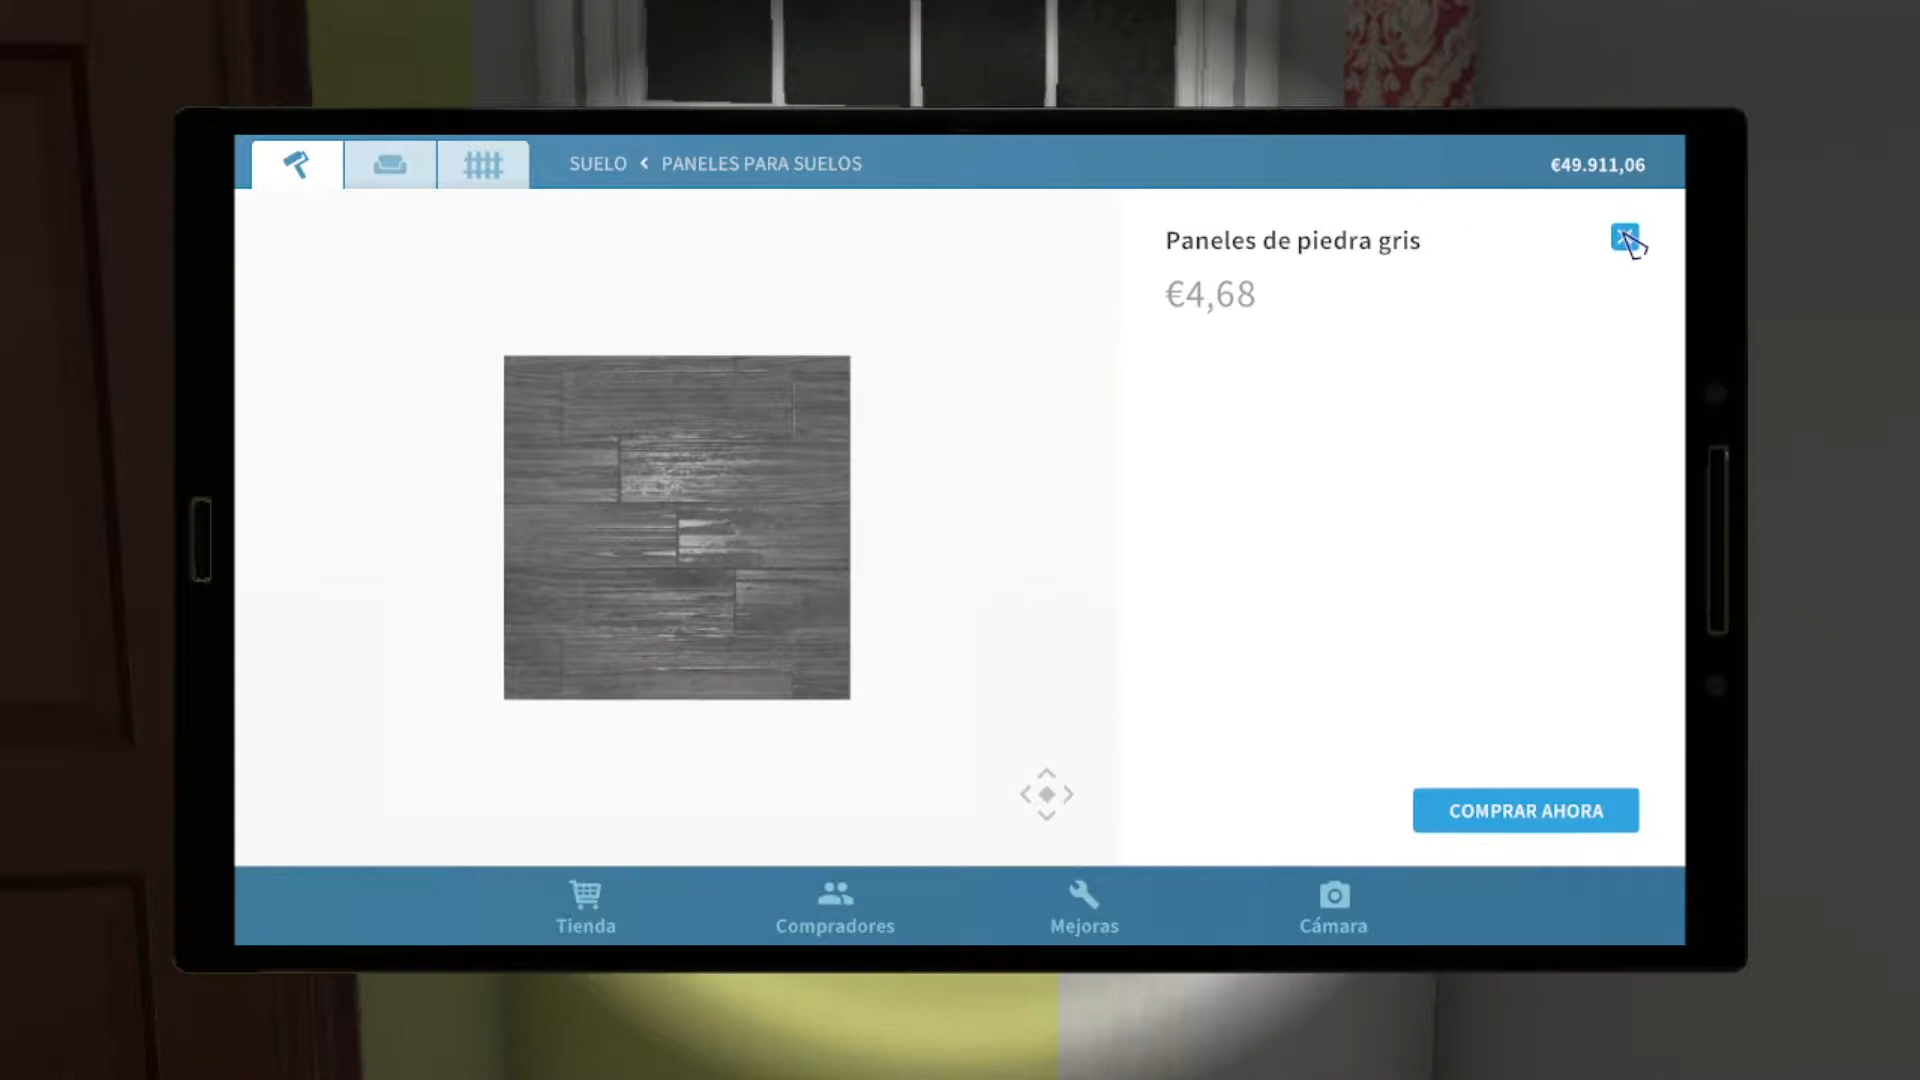 SUELO < PANELES PARA SUELOS
€49.911,06
Paneles de piedra gris
€4,68
COMPRAR AHORA
Tienda
Compradores
Mejoras
Cámara